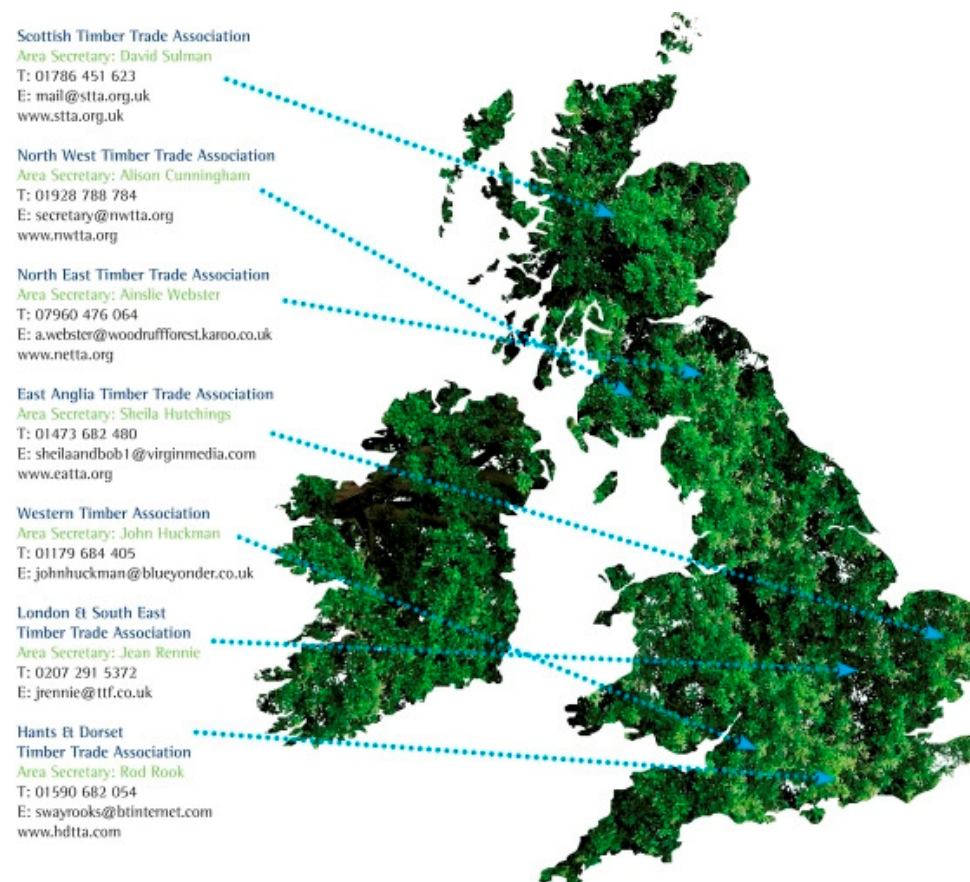 Scottish Timber Trade Association
Area Secretary: David Sulman
T: 01786 451 623
E: mail@stta.org.uk
www.stta.org.uk
North West Timber Trade Association
Area Secretary: Alison Cunningham
T: 01928 788 784
E: secretary@nwtta.org
www.nwtta.org
North East Timber Trade Association
Area Secretary: Ainslie Webster
T: 07960 476 064
E: a.webster@woodruffforest.karoo.co.uk
www.netta.org
East Anglia Timber Trade Association
Area Secretary: Sheila Hutchings
T: 01473 682 480
E: sheilaandbob1@virginmedia.com
www.eatta.org
Western Timber Association
Area Secretary: John Huckman
T: 01179 684 405
E: johnhuckman@blueyonder.co.uk
London & South East
Timber Trade Association
Area Secretary: Jean Rennie
T: 0207 291 5372
E: jrennie@ttf.co.uk
Hants & Dorset
Timber Trade Association
Area Secretary: Rod Rook
T: 01590 682 054
E: swayrooks@btinternet.com
www.hdtta.com